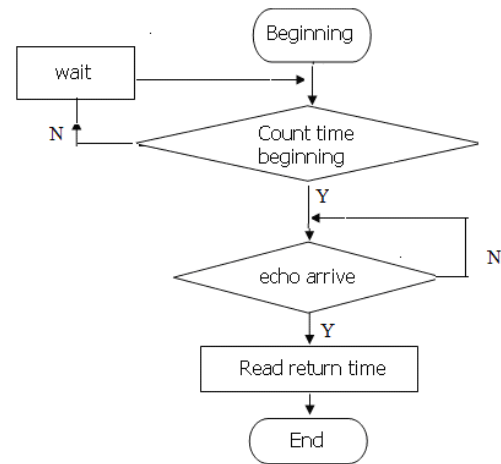 Beginning
wait
N
Count time
beginning
Y
N
echo arrive
Y
Read return time
End